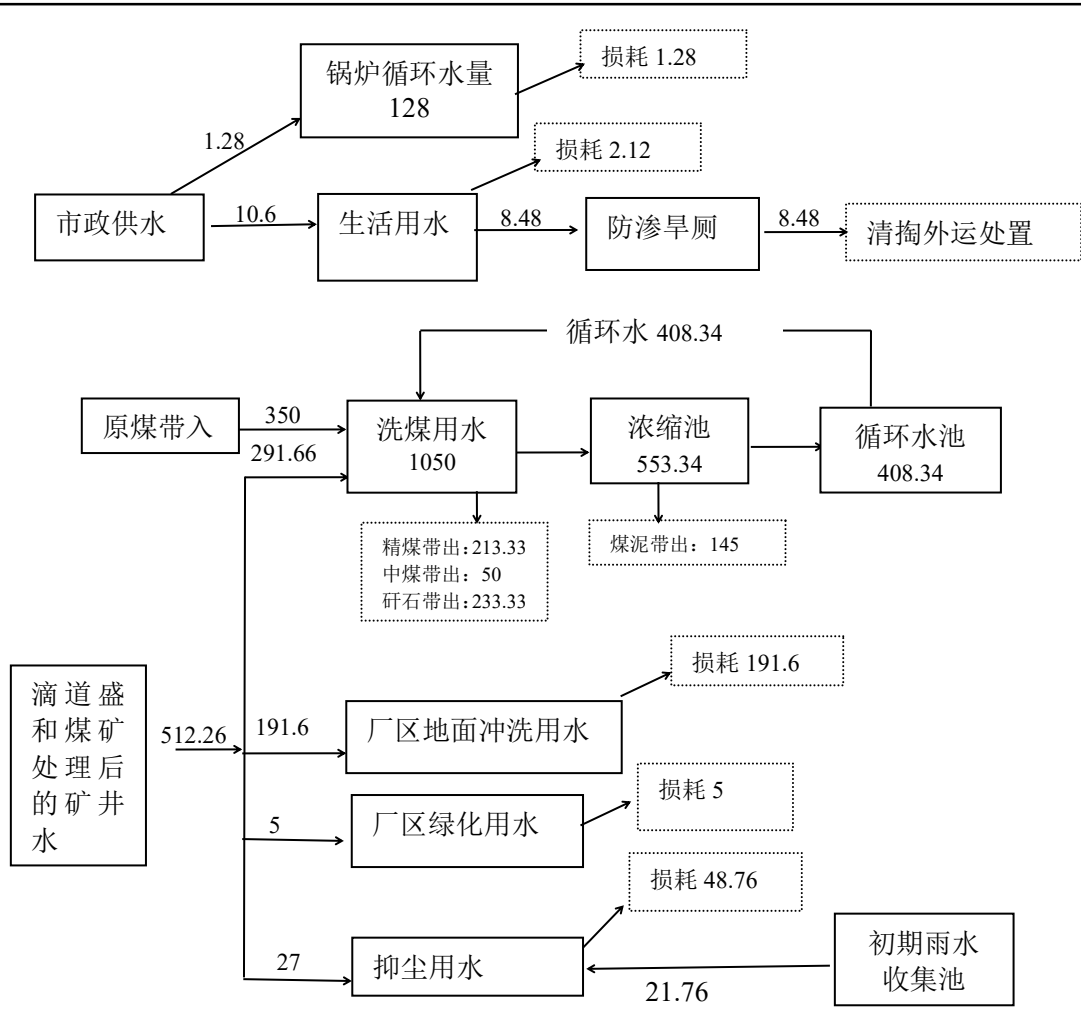 锅炉循环水量
128
损耗 1.28
1.28
损耗 2.12
市政供水
10.6
生活用水
8.48
防渗旱厕
8.48
清掏外运处置
循环水 408.34
原煤带入
350
291.66
洗煤用水
1050
浓缩池
553.34
循环水池
408.34
精煤带出：213.33
中煤带出：50
矸石带出：233.33
煤泥带出：145
滴道盛
和煤矿
处理后
的矿井
水
512.26
191.6
厂区地面冲洗用水
损耗 191.6
5
厂区绿化用水
损耗 5
27
抑尘用水
损耗 48.76
21.76
初期雨水
收集池